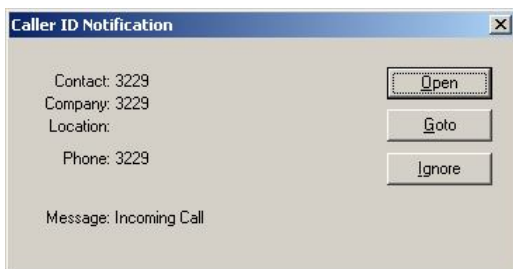 Caller ID Notification
Contact: 3229
Company: 3229
Location:
Phone: 3229
Message: Incoming Call
Open
Goto
Ignore